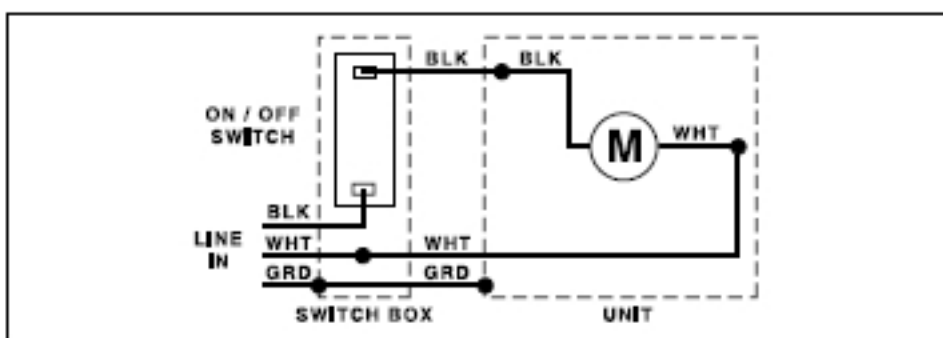 BLK BLK
ON / OFF
SWITCH
M
WHT
BLK
LINE
IN
WHT WHT
GRD GRD
SWITCH BOX
UNIT